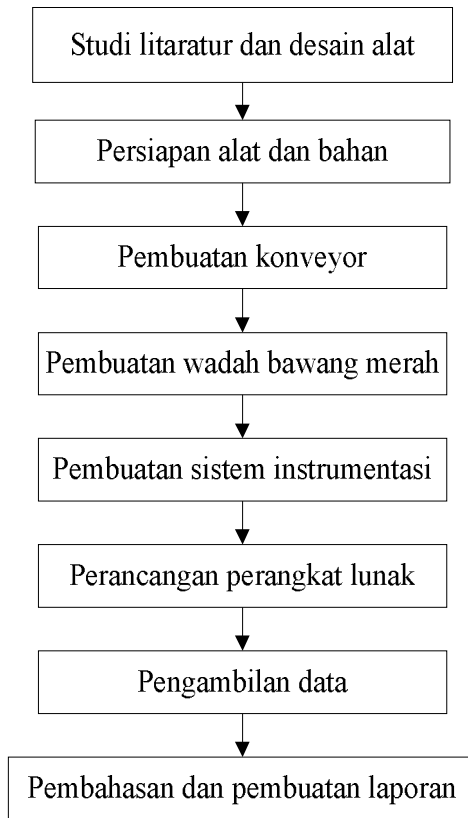 Studi litaratur dan desain alat
Persiapan alat dan bahan
Pembuatan konveyor
Pembuatan wadah bawang merah
Pembuatan sistem instrumentasi
Perancangan perangkat lunak
Pengambilan data
Pembahasan dan pembuatan laporan